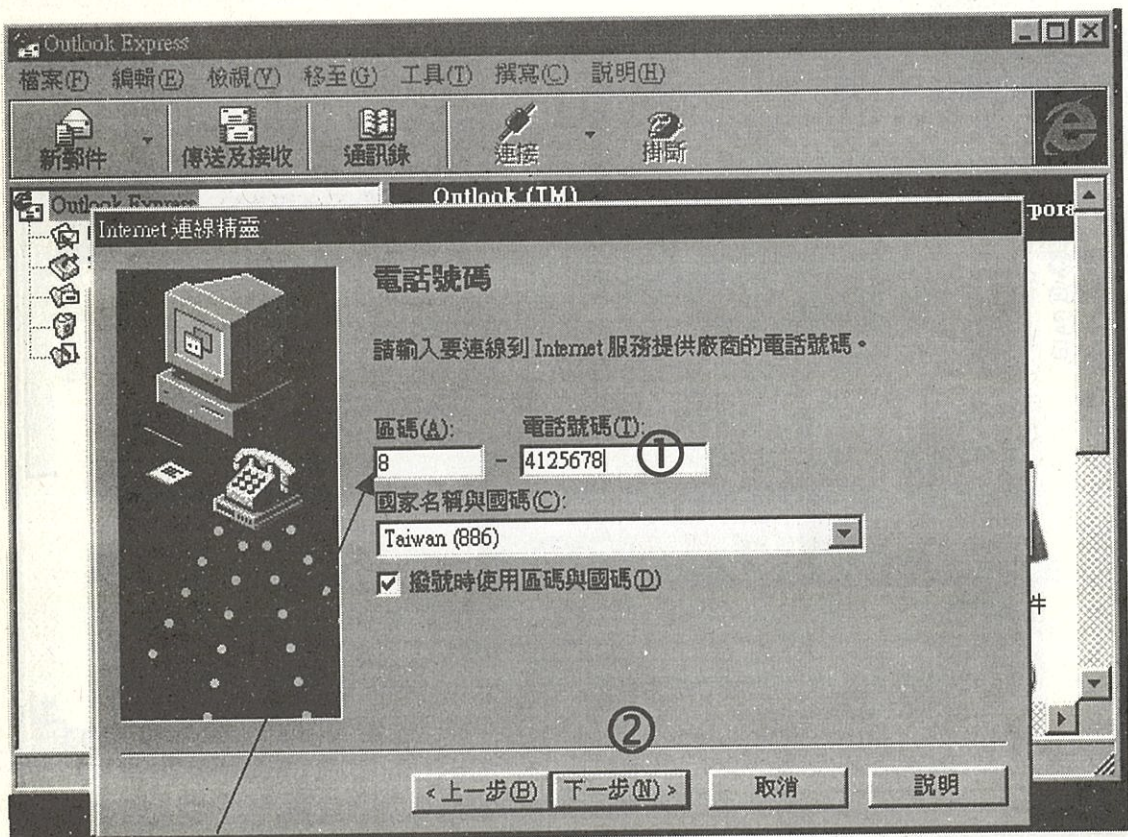 Outlook Express
檔案(F) 編輯(E) 檢視(V) 移至(G) 工具(T) 撰寫(C) 說明(H)
新郵件 傳送及接收 通訊錄 連接 掛斷
Outlook Express
Outlook (TM)
Internet 連線精靈
電話號碼
請輸入要連線到 Internet 服務提供廠商的電話號碼。
區碼(A): 電話號碼(T):
8 - 4125678 ①
國家名稱與國碼(C):
Taiwan (886)
撥號時使用區碼與國碼(D)
件
②
<上一步(B) 下一步(N)> 取消 說明